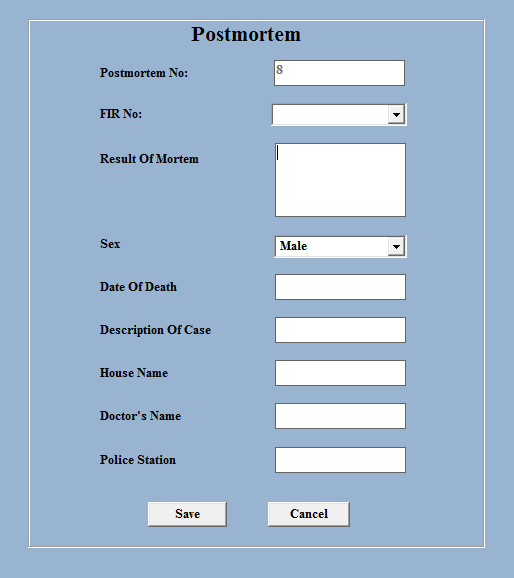 Postmortem
Postmortem No: 8
FIR No:
Result Of Mortem
Sex Male
Date Of Death
Description Of Case
House Name
Doctor's Name
Police Station
Save Cancel